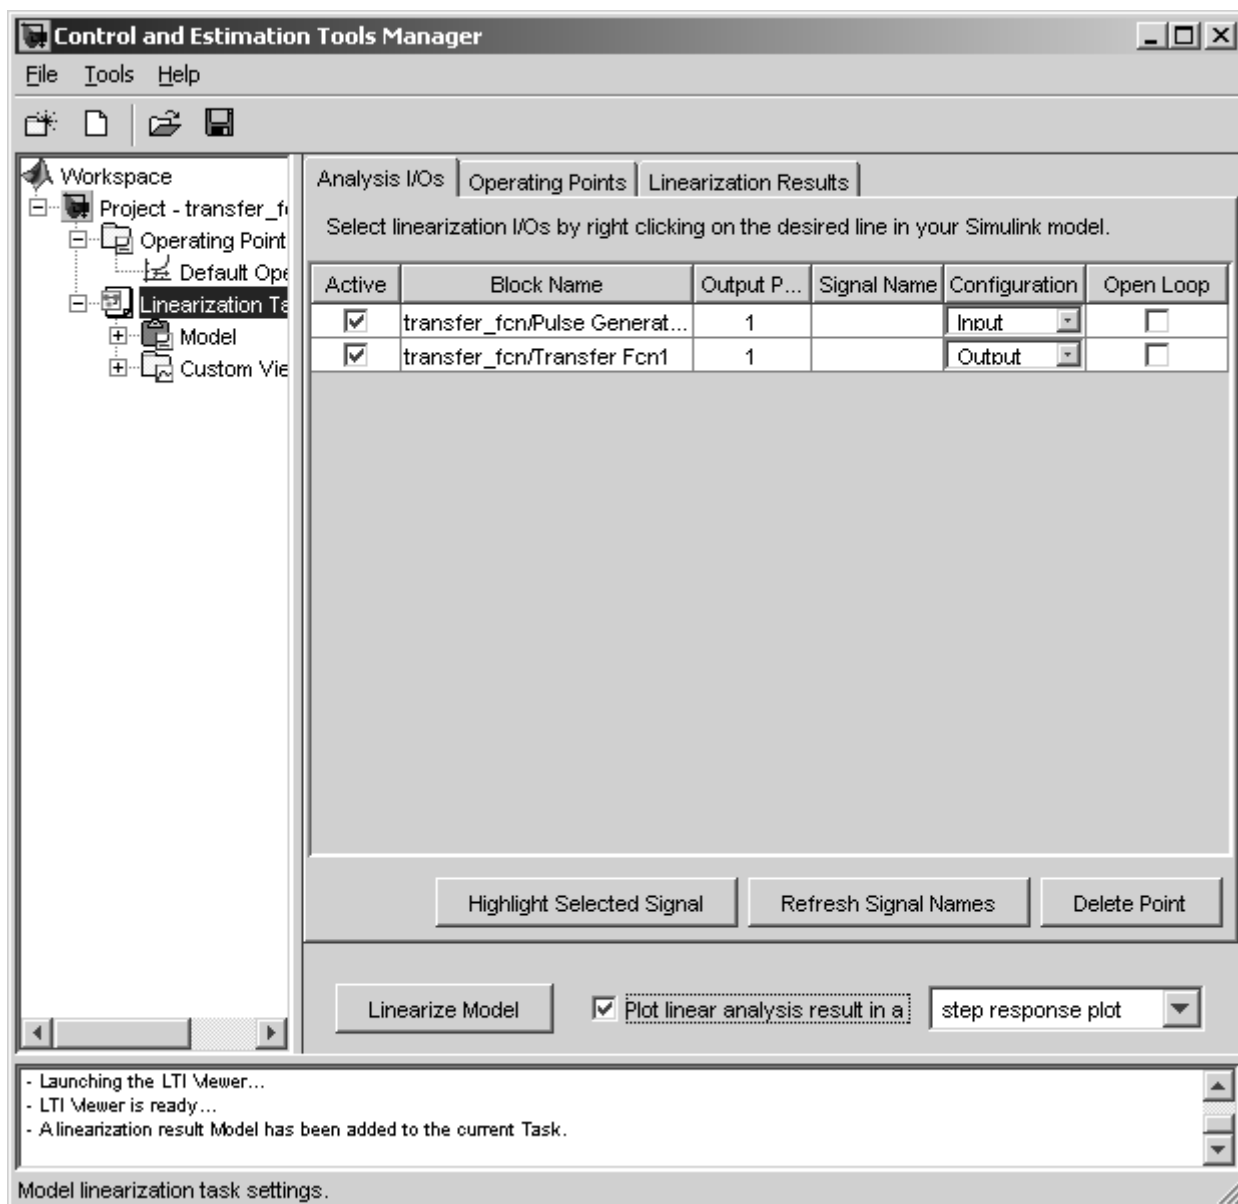 Control and Estimation Tools Manager
File Tools Help
Workspace
Project - transfer_f
Operating Point
Default Ope
Linearization Ta
Model
Custom Vie
Analysis I/Os Operating Points Linearization Results
Select linearization I/Os by right clicking on the desired line in your Simulink model.
Active Block Name Output P... Signal Name Configuration Open Loop
transfer_fcn/Pulse Generat... 1 Input
transfer_fcn/Transfer Fcn1 1 Output
Highlight Selected Signal Refresh Signal Names Delete Point
Linearize Model Plot linear analysis result in a step response plot
- Launching the LTI Viewer...
- LTI Viewer is ready...
- A linearization result Model has been added to the current Task.
Model linearization task settings.